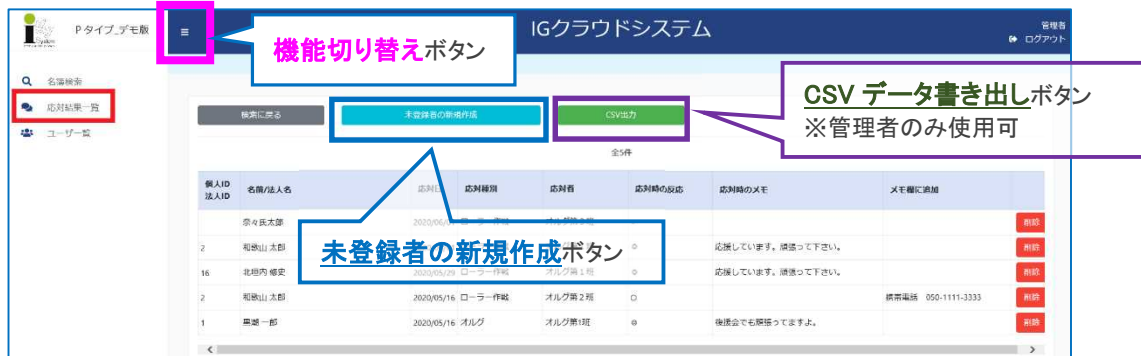 Pタイプ_デモ版
≡
IGクラウドシステム
管理者
ログアウト
機能切り替えボタン
名簿検索
応対結果一覧
ユーザ一覧
検索に戻る
未登録者の新規作成
CSV出力
CSV データ書き出しボタン
※管理者のみ使用可
全5件
個人ID
法人ID
名前/法人名
応対日
応対種別
応対者
応対時の反応
応対時のメモ
メモ欄に追加
奈々氏太郎
削除
未登録者の新規作成ボタン
2
和歌山 太郎
応援しています。頑張って下さい。
削除
16
北垣内 修史
2020/05/29
ローラー作戦
オルグ第1班
応援しています。頑張って下さい。
削除
2
和歌山 太郎
2020/05/16
ローラー作戦
オルグ第2班
携帯電話 050-1111-3333
削除
1
黒潮 一郎
2020/05/16
オルグ
オルグ第1班
◎
後援会でも頑張ってますよ。
削除